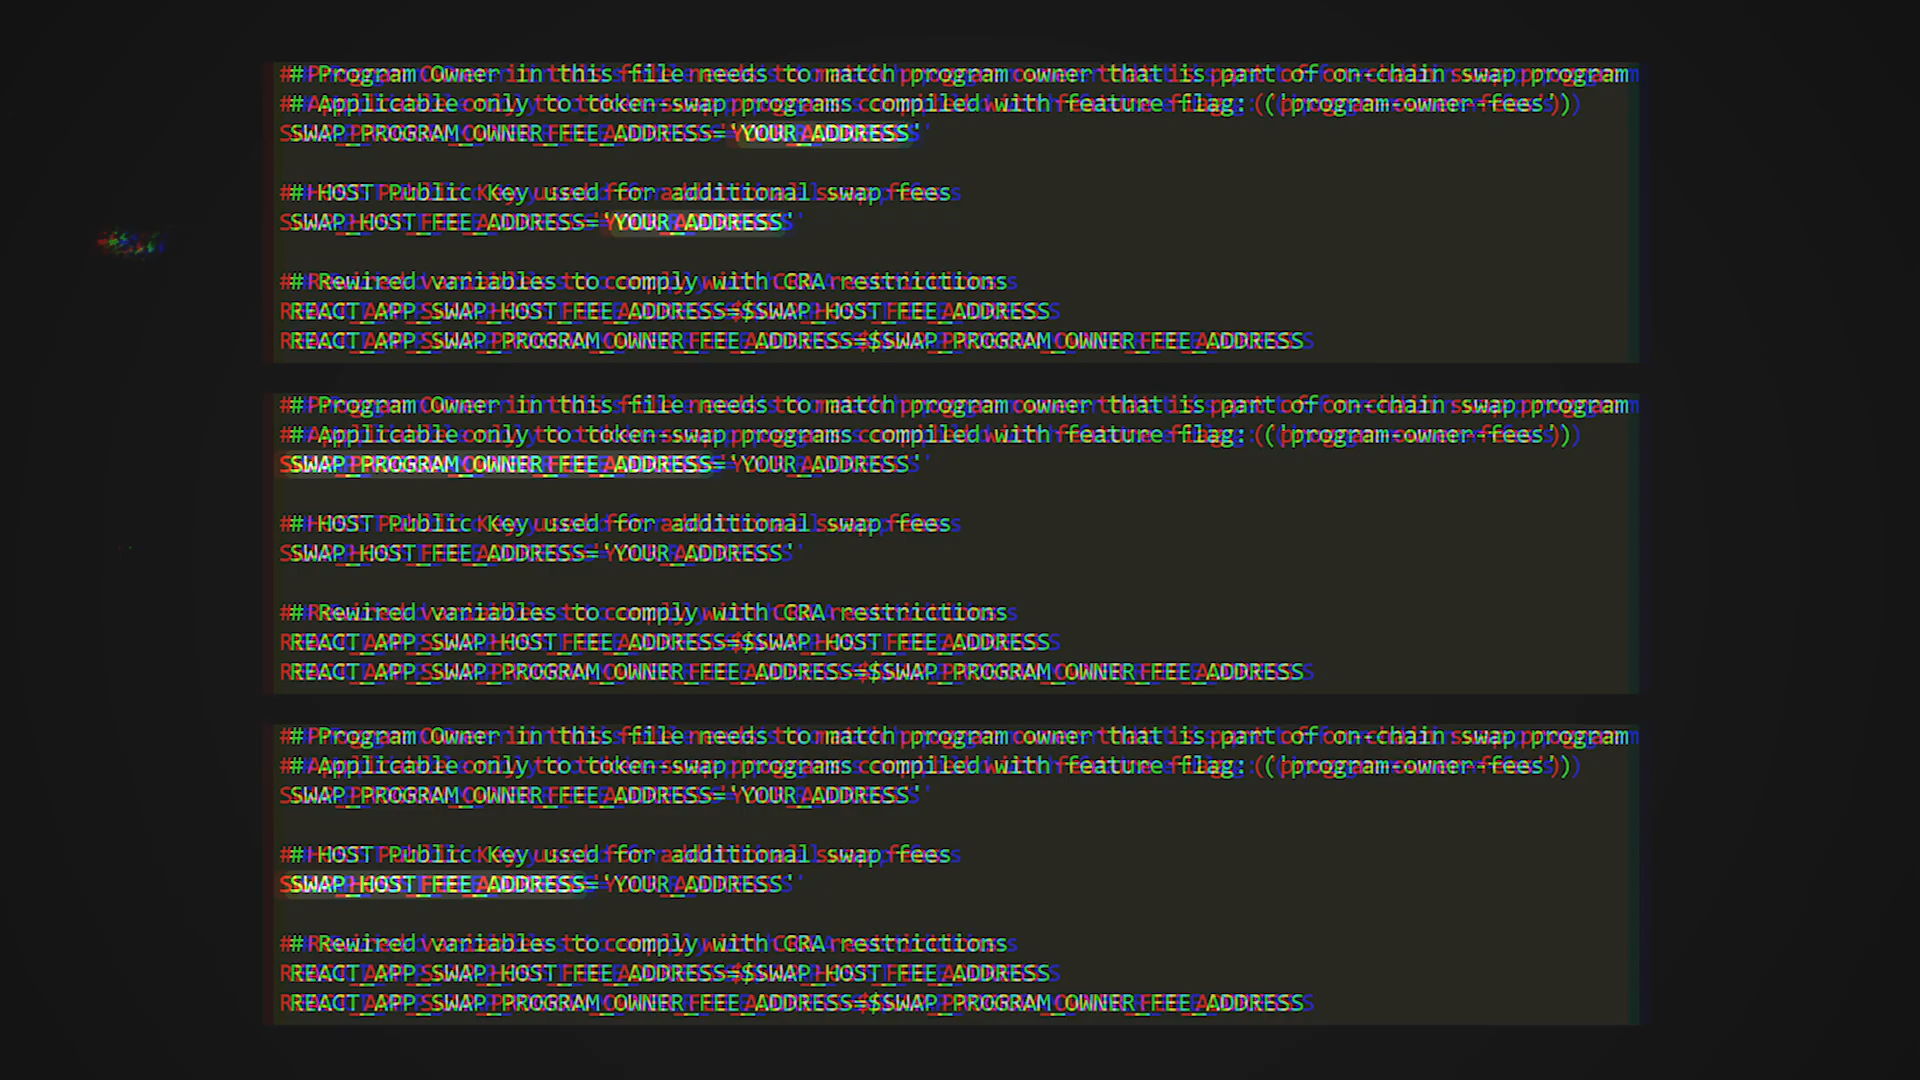 ## Program Owner in this file needs to match program owner that is part of on-chain swap program
## Applicable only to token-swap programs compiled with feature flag: (('program-owner-fees'))
SWAP_PROGRAM_OWNER_FEE_ADDRESS='YOUR_ADDRESS'
## HOST Public Key used for additional swap fees
SWAP_HOST_FEE_ADDRESS='YOUR_ADDRESS'
## Rewired variables to comply with CRA restrictions
REACT_APP_SWAP_HOST_FEE_ADDRESS=$SWAP_HOST_FEE_ADDRESS
REACT_APP_SWAP_PROGRAM_OWNER_FEE_ADDRESS=$SWAP_PROGRAM_OWNER_FEE_ADDRESS
## Program Owner in this file needs to match program owner that is part of on-chain swap program
## Applicable only to token-swap programs compiled with feature flag: (('program-owner-fees'))
SWAP_PROGRAM_OWNER_FEE_ADDRESS='YOUR_ADDRESS'
## HOST Public Key used for additional swap fees
SWAP_HOST_FEE_ADDRESS='YOUR_ADDRESS'
## Rewired variables to comply with CRA restrictions
REACT_APP_SWAP_HOST_FEE_ADDRESS=$SWAP_HOST_FEE_ADDRESS
REACT_APP_SWAP_PROGRAM_OWNER_FEE_ADDRESS=$SWAP_PROGRAM_OWNER_FEE_ADDRESS
## Program Owner in this file needs to match program owner that is part of on-chain swap program
## Applicable only to token-swap programs compiled with feature flag: (('program-owner-fees'))
SWAP_PROGRAM_OWNER_FEE_ADDRESS='YOUR_ADDRESS'
## HOST Public Key used for additional swap fees
SWAP_HOST_FEE_ADDRESS='YOUR_ADDRESS'
## Rewired variables to comply with CRA restrictions
REACT_APP_SWAP_HOST_FEE_ADDRESS=$SWAP_HOST_FEE_ADDRESS
REACT_APP_SWAP_PROGRAM_OWNER_FEE_ADDRESS=$SWAP_PROGRAM_OWNER_FEE_ADDRESS